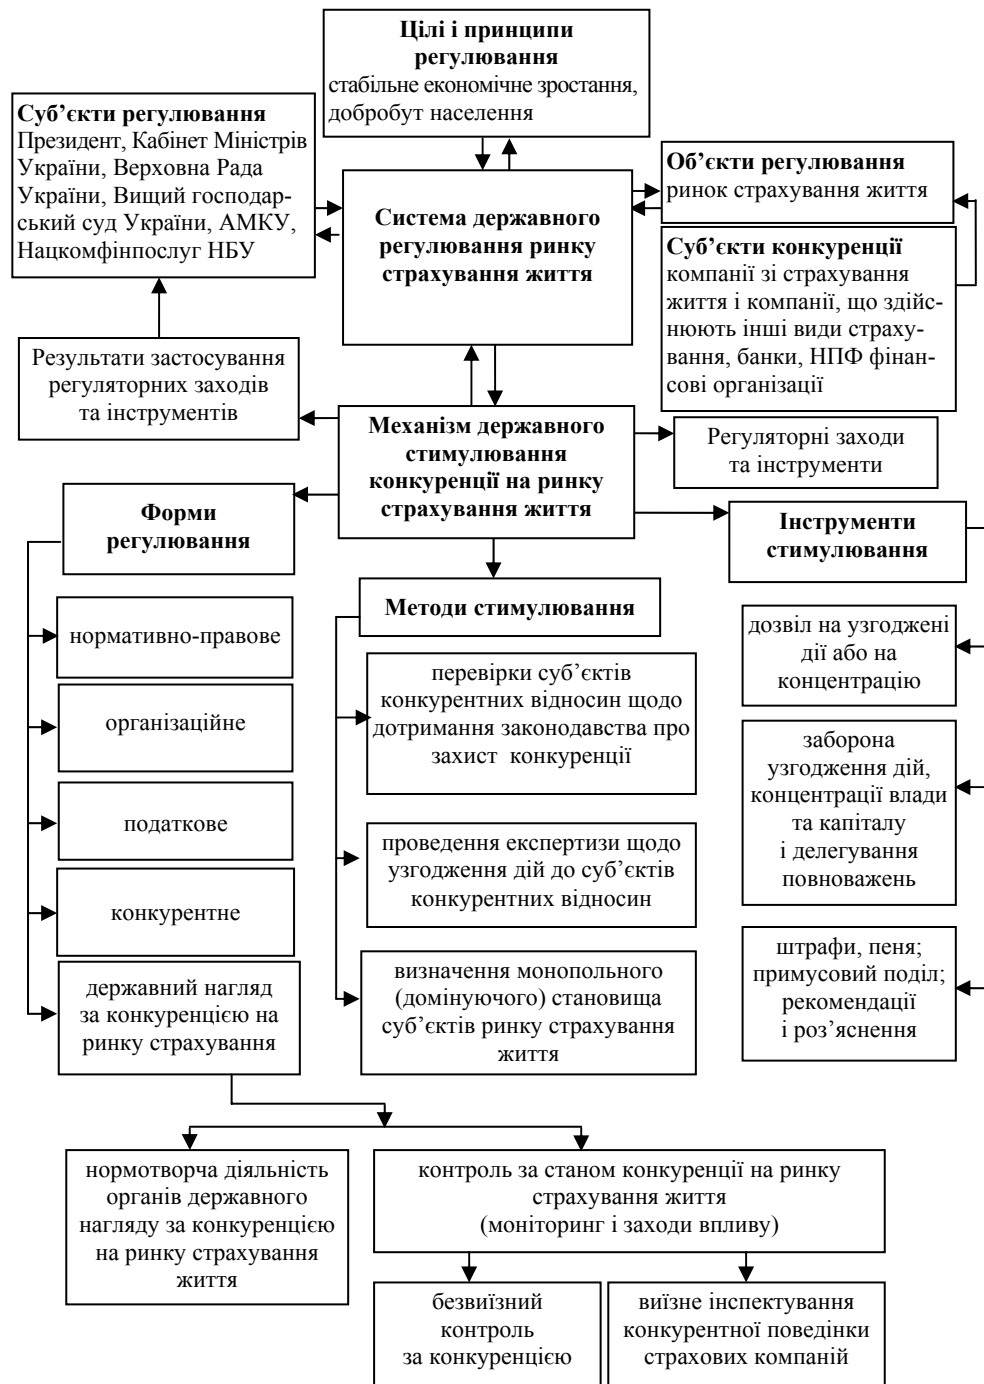 Цілі і принципи
регулювання
стабільне економічне зростання,
добробут населення
Суб’єкти регулювання
Президент, Кабінет Міністрів
України, Верховна Рада
України, Вищий господар-
ський суд України, АМКУ,
Нацкомфінпослуг НБУ
Система державного
регулювання ринку
страхування життя
Об’єкти регулювання
ринок страхування життя
Суб’єкти конкуренції
компанії зі страхування
життя і компанії, що здійс-
нюють інші види страху-
вання, банки, НПФ фінан-
сові організації
Результати застосування
регуляторних заходів
та інструментів
Механізм державного
стимулювання
конкуренції на ринку
страхування життя
Регуляторні заходи
та інструменти
Форми
регулювання
Інструменти
стимулювання
Методи стимулювання
нормативно-правове
організаційне
податкове
конкурентне
державний нагляд
за конкуренцією на
ринку страхування
перевірки суб’єктів
конкурентних відносин щодо
дотримання законодавства про
захист конкуренції
проведення експертизи щодо
узгодження дій до суб’єктів
конкурентних відносин
визначення монопольного
(домінуючого) становища
суб’єктів ринку страхування
життя
дозвіл на узгоджені
дії або на
концентрацію
заборона
узгодження дій,
концентрації влади
та капіталу
і делегування
повноважень
штрафи, пеня;
примусовий поділ;
рекомендації
і роз’яснення
нормотворча діяльність
органів державного
нагляду за конкуренцією
на ринку страхування
життя
контроль за станом конкуренції на ринку
страхування життя
(моніторинг і заходи впливу)
безвиїзний
контроль
за конкуренцією
виїзне інспектування
конкурентної поведінки
страхових компаній